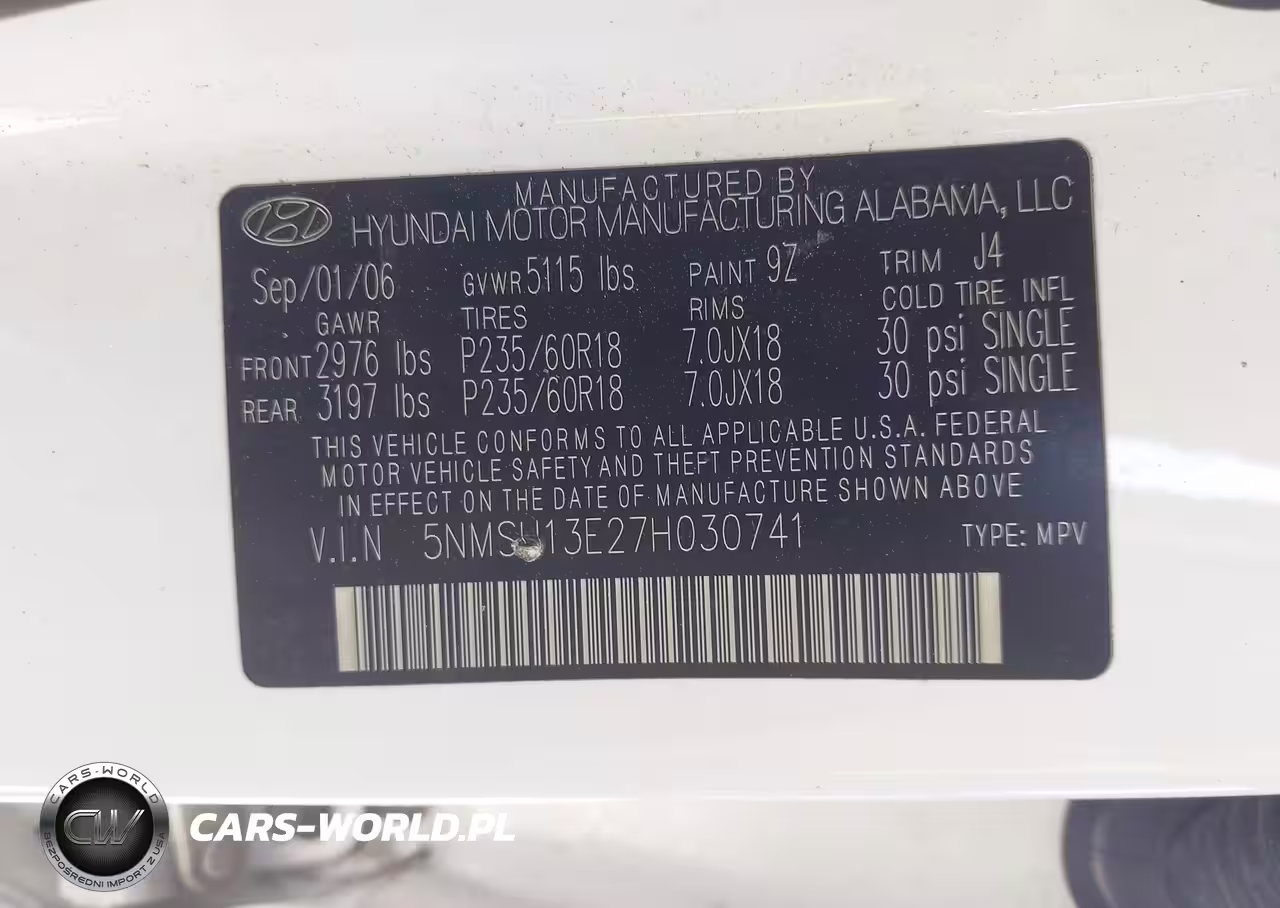 MANUFACTURED BY
HYUNDAI MOTOR MANUFACTURING ALABAMA, LLC
Sep/01/06 GVWR 5115 lbs PAINT 9Z TRIM J4
GAWR TIRES RIMS COLD TIRE INFL
FRONT 2976 lbs P235/60R18 7.0JX18 30 psi SINGLE
REAR 3197 lbs P235/60R18 7.0JX18 30 psi SINGLE
THIS VEHICLE CONFORMS TO ALL APPLICABLE U.S.A. FEDERAL
MOTOR VEHICLE SAFETY AND THEFT PREVENTION STANDARDS
IN EFFECT ON THE DATE OF MANUFACTURE SHOWN ABOVE
V.I.N TYPE: MPV
CARS-WORLD
CW
BEZPOŚREDNI IMPORT Z USA
CARS-WORLD.PL